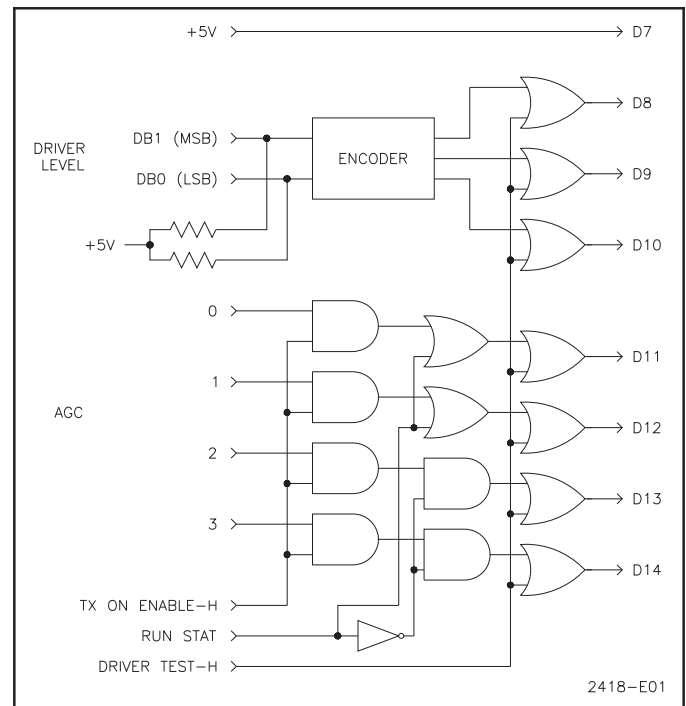 +5V D7
D8
DB1 (MSB)
DRIVER
LEVEL
ENCODER
D9
DB0 (LSB)
+5V
D10
0
D11
1
AGC
D12
2
D13
3
D14
TX ON ENABLE-H
RUN STAT
DRIVER TEST-H
2418-E01